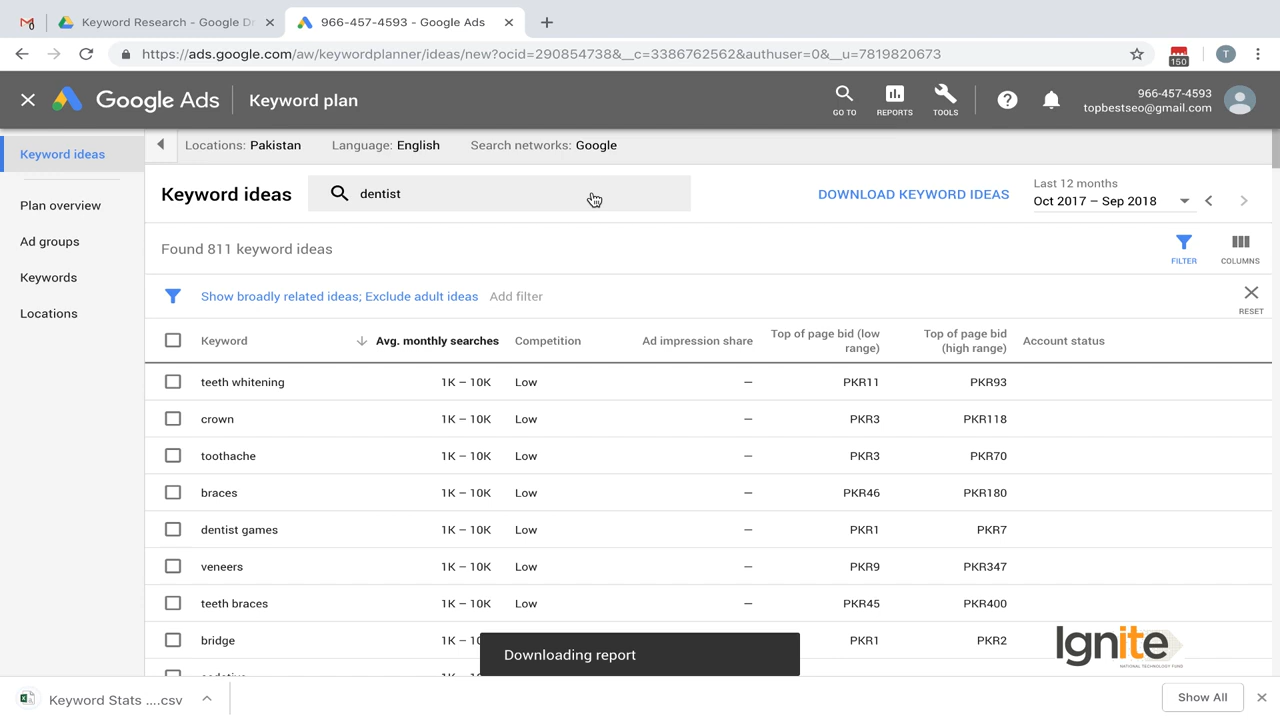 Keyword Research - Google Dr
966-457-4593 - Google Ads
https://ads.google.com/aw/keywordplanner/ideas/new?ocid=290854738&__c=3386762562&authuser=0&__u=7819820673
150
T
Google Ads
Keyword plan
GO TO
REPORTS
TOOLS
966-457-4593
topbestseo@gmail.com
Keyword ideas
Plan overview
Ad groups
Keywords
Locations
Locations: Pakistan
Language: English
Search networks: Google
Keyword ideas
dentist
DOWNLOAD KEYWORD IDEAS
Last 12 months
Oct 2017 – Sep 2018
Found 811 keyword ideas
FILTER
COLUMNS
Show broadly related ideas; Exclude adult ideas Add filter
RESET
Keyword Avg. monthly searches Competition Ad impression share Top of page bid (low range) Top of page bid (high range) Account status
teeth whitening 1K – 10K Low – PKR11 PKR93
crown 1K – 10K Low – PKR3 PKR118
toothache 1K – 10K Low – PKR3 PKR70
braces 1K – 10K Low – PKR46 PKR180
dentist games 1K – 10K Low – PKR1 PKR7
veneers 1K – 10K Low – PKR9 PKR347
teeth braces 1K – 10K Low – PKR45 PKR400
bridge 1K – 10 PKR1 PKR2
Downloading report
Ignite
NATIONAL TECHNOLOGY FUND
Keyword Stats ....csv
Show All